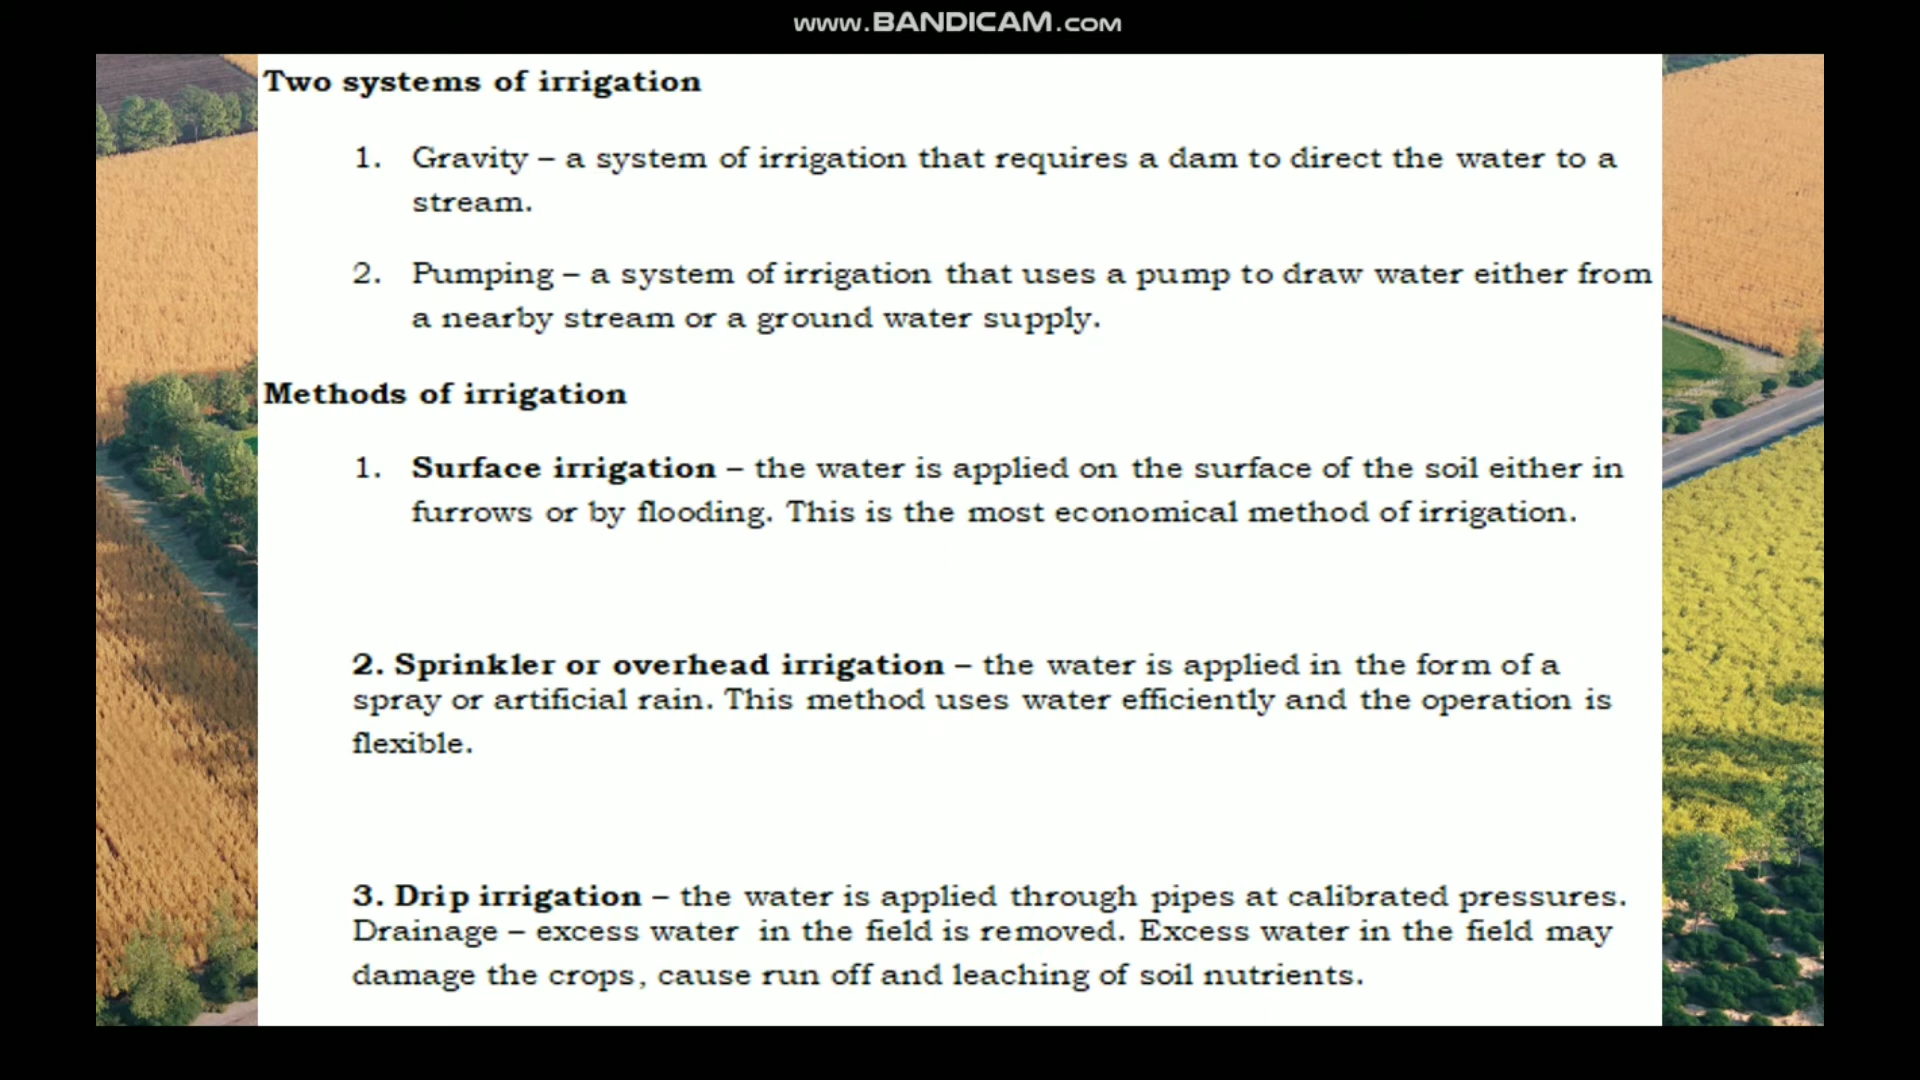 www.BANDICAM.COM
Two systems of irrigation
1. Gravity – a system of irrigation that requires a dam to direct the water to a
stream.
2. Pumping – a system of irrigation that uses a pump to draw water either from
a nearby stream or a ground water supply.
Methods of irrigation
1. Surface irrigation – the water is applied on the surface of the soil either in
furrows or by flooding. This is the most economical method of irrigation.
2. Sprinkler or overhead irrigation – the water is applied in the form of a
spray or artificial rain. This method uses water efficiently and the operation is
flexible.
3. Drip irrigation – the water is applied through pipes at calibrated pressures.
Drainage – excess water in the field is removed. Excess water in the field may
damage the crops, cause run off and leaching of soil nutrients.